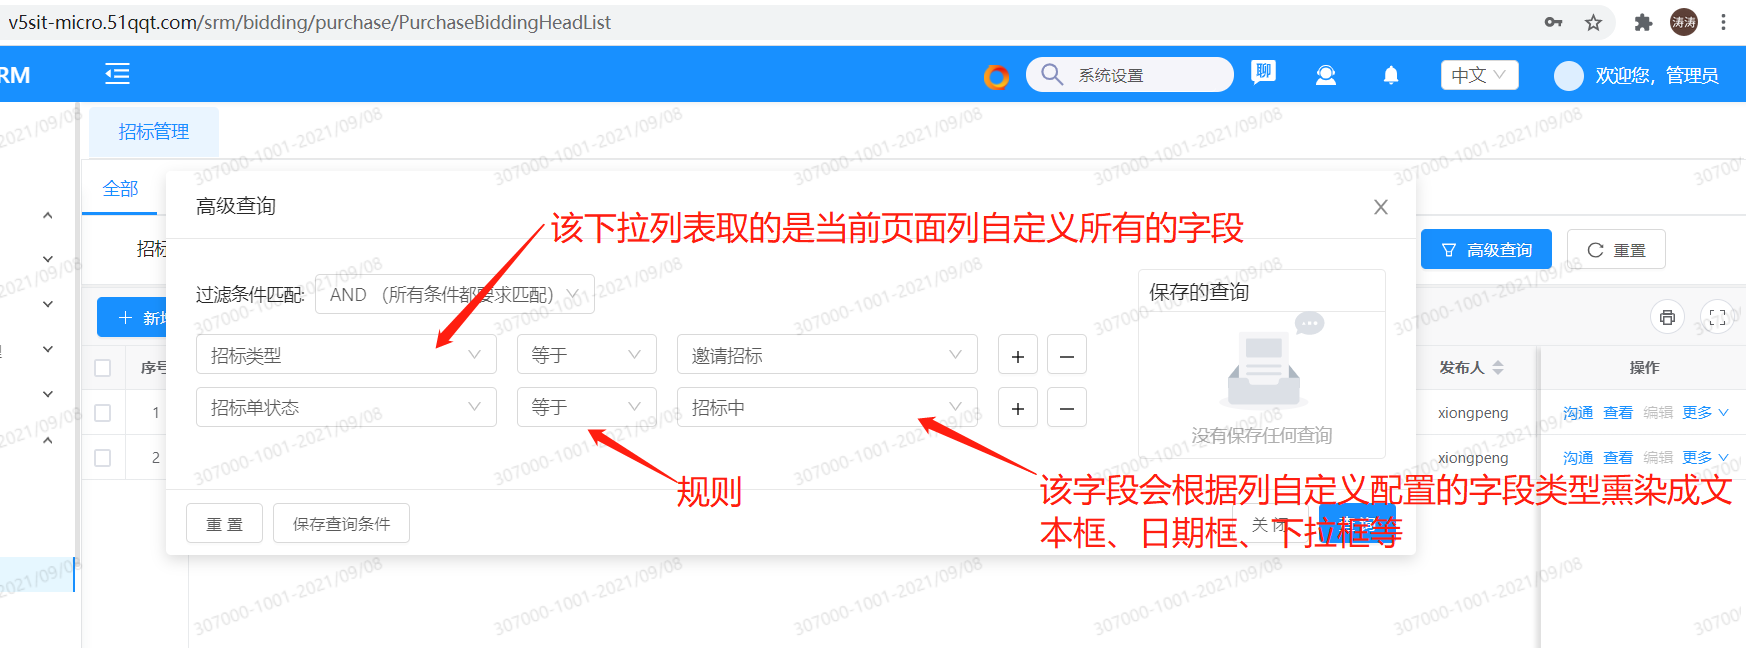 v5sit-micro.51qqt.com/srm/bidding/purchase/PurchaseBiddingHeadList
涛涛
RM
系统设置
聊
中文
欢迎您，管理员
招标管理
全部
高级查询
该下拉列表取的是当前页面列自定义所有的字段
招标
高级查询
重置
过滤条件匹配:
AND （所有条件都要求匹配）
保存的查询
新增
招标类型
等于
邀请招标
招标单状态
等于
招标中
没有保存任何查询
序号
发布人
操作
1
xiongpeng
沟通 查看 编辑 更多
2
xiongpeng
沟通 查看 编辑 更多
规则
该字段会根据列自定义配置的字段类型熏染成文
本框、日期框、下拉框等
重 置
保存查询条件
关 闭
查询
307000-1001-2021/09/08